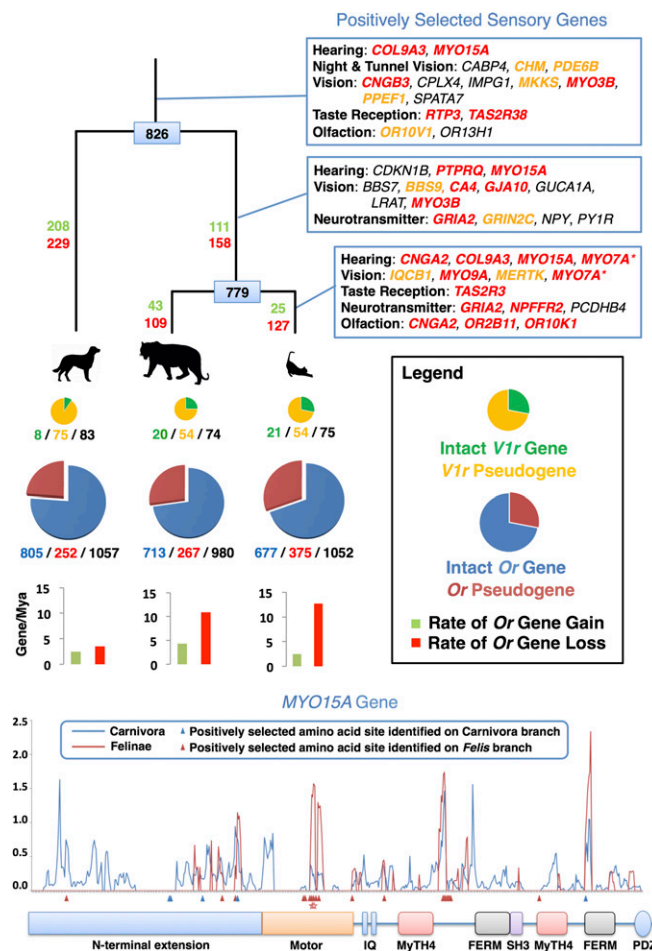 Positively Selected Sensory Genes
Hearing: COL9A3, MYO15A
Night & Tunnel Vision: CABP4, CHM, PDE6B
Vision: CNGB3, CPLX4, IMPG1, MKKS, MYO3B,
PPEF1, SPATA7
Taste Reception: RTP3, TAS2R38
Olfaction: OR10V1, OR13H1
826
Hearing: CDKN1B, PTPRQ, MYO15A
Vision: BBS7, BBS9, CA4, GJA10, GUCA1A,
LRAT, MYO3B
Neurotransmitter: GRIA2, GRIN2C, NPY, PY1R
208
229
111
158
Hearing: CNGA2, COL9A3, MYO15A, MYO7A*
Vision: IQCB1, MYO9A, MERTK, MYO7A*
Taste Reception: TAS2R3
Neurotransmitter: GRIA2, NPFFR2, PCDHB4
Olfaction: CNGA2, OR2B11, OR10K1
779
43
109
25
127
8 / 75 / 83
20 / 54 / 74
21 / 54 / 75
805 / 252 / 1057
713 / 267 / 980
677 / 375 / 1052
Legend
Intact V1r Gene
V1r Pseudogene
Intact Or Gene
Or Pseudogene
Rate of Or Gene Gain
Rate of Or Gene Loss
Gene/Mya
15
10
5
0
15
10
5
0
15
10
5
0
MYO15A Gene
2.5
2.0
1.5
1.0
0.5
0.0
Carnivora
Positively selected amino acid site identified on Carnivora branch
Felinae
Positively selected amino acid site identified on Felis branch
N-terminal extension
Motor
IQ
MyTH4
FERM
SH3
MyTH4
FERM
PDZ